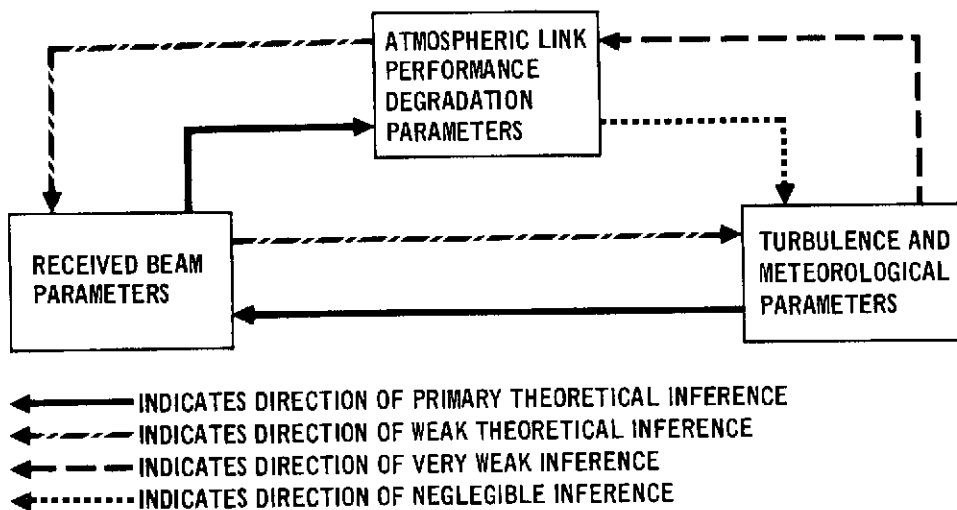 ATMOSPHERIC LINK
PERFORMANCE
DEGRADATION
PARAMETERS
RECEIVED BEAM
PARAMETERS
TURBULENCE AND
METEOROLOGICAL
PARAMETERS
INDICATES DIRECTION OF PRIMARY THEORETICAL INFERENCE
INDICATES DIRECTION OF WEAK THEORETICAL INFERENCE
INDICATES DIRECTION OF VERY WEAK INFERENCE
INDICATES DIRECTION OF NEGLEGIBLE INFERENCE